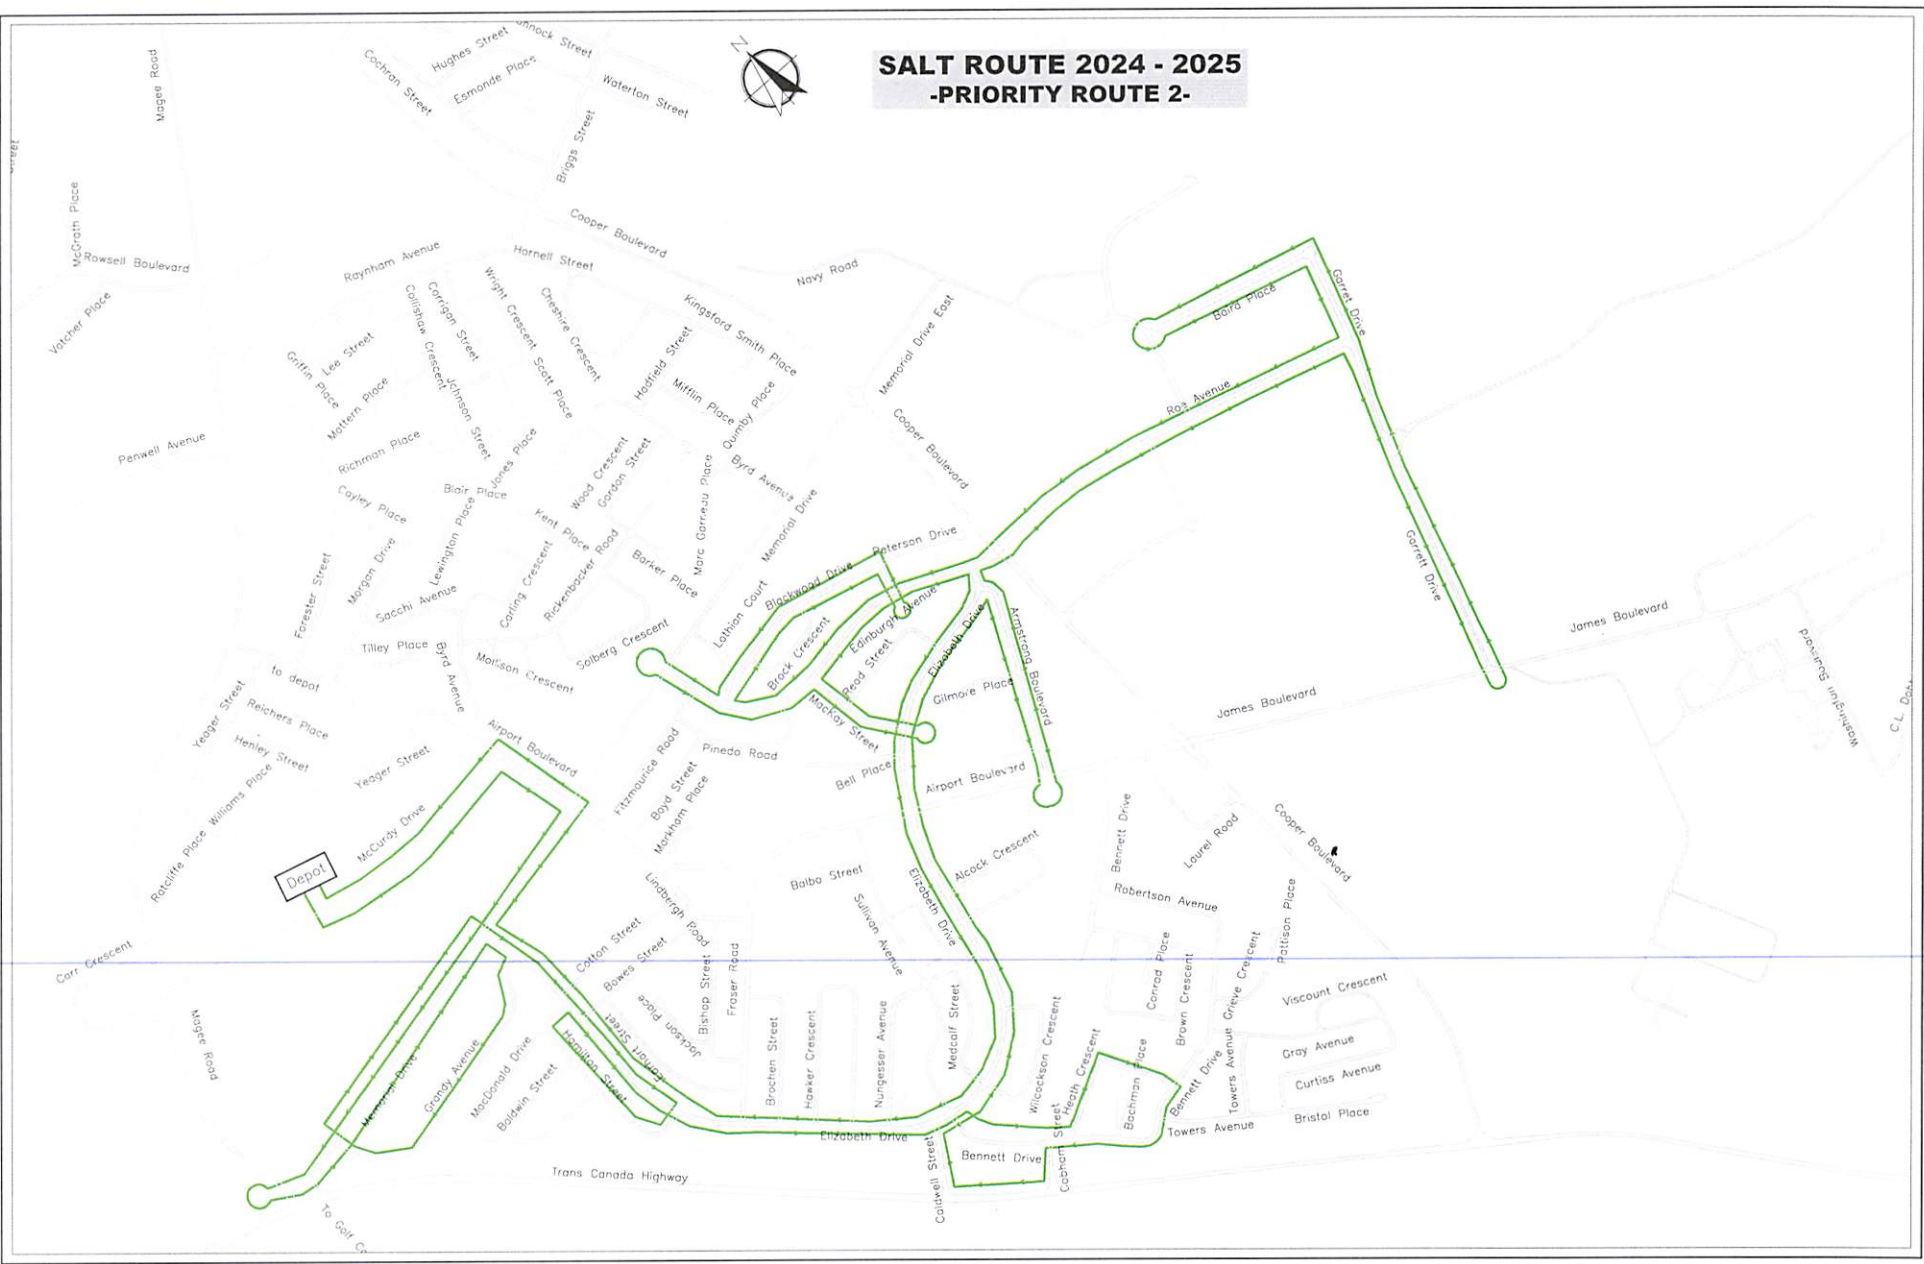 SALT ROUTE 2024 - 2025
-PRIORITY ROUTE 2-
N
Magee Road
Cochran Street
Hughes Street
Esmonde Place
Waterton Street
Briggs Street
McGrath Place
Rowsell Boulevard
Vatcher Place
Raynham Avenue
Cooper Boulevard
Hornell Street
Navy Road
Collishaw Crescent
Corrigan Street
Wright Crescent
Scott Place
Cheshire Crescent
Kingsford Smith Place
Memorial Drive East
Garret Drive
Baird Place
Griffin Place
Lee Street
Mattern Place
Johnson Street
Hadfield Street
Mifflin Place
Quimby Place
Roe Avenue
Cooper Boulevard
Penwell Avenue
Richman Place
Jones Place
Wood Crescent
Gordon Street
Byrd Avenue
Memorial Drive
Cayley Place
Blair Place
Lewington Place
Kent Place
Marc Garneau Place
Peterson Drive
Garrett Drive
Forester Street
Morgan Drive
Sacchi Avenue
Carling Crescent
Rickenbacker Road
Barker Place
Blackwood Drive
Lothian Court
Edinburgh Avenue
Brock Crescent
Elizabeth Drive
Armstrong Boulevard
Read Street
James Boulevard
Washington Boulevard
Tilley Place
Byrd Avenue
Mollison Crescent
Solberg Crescent
to depot
Yeager Street
Reichers Place
Henley Street
Gilmore Place
MacKay Street
James Boulevard
Airport Boulevard
Yeager Street
Fitzmaurice Road
Pinedo Road
Boyd Street
Markham Place
Bell Place
Airport Boulevard
Ratcliffe Place
Williams Place
McCurdy Drive
Depot
Balbo Street
Alcock Crescent
Bennett Drive
Laurel Road
Cooper Boulevard
Robertson Avenue
Pattison Place
Lindbergh Road
Sullivan Avenue
Elizabeth Drive
Carr Crescent
Cotton Street
Bowes Street
Bishop Street
Fraser Road
Conrad Place
Brown Crescent
Grieve Crescent
Viscount Crescent
Magee Road
Jackson Place
Earhart Street
Hamilton Street
Brochen Street
Hawker Crescent
Nungesser Avenue
Medcalf Street
Wilcockson Crescent
Heath Crescent
Bachman Place
Bennett Drive
Towers Avenue
Gray Avenue
Curtiss Avenue
Bristol Place
Towers Avenue
Memorial Drive
Grandy Avenue
MacDonald Drive
Baldwin Street
Elizabeth Drive
Caldwell Street
Bennett Drive
Cobham Street
Trans Canada Highway